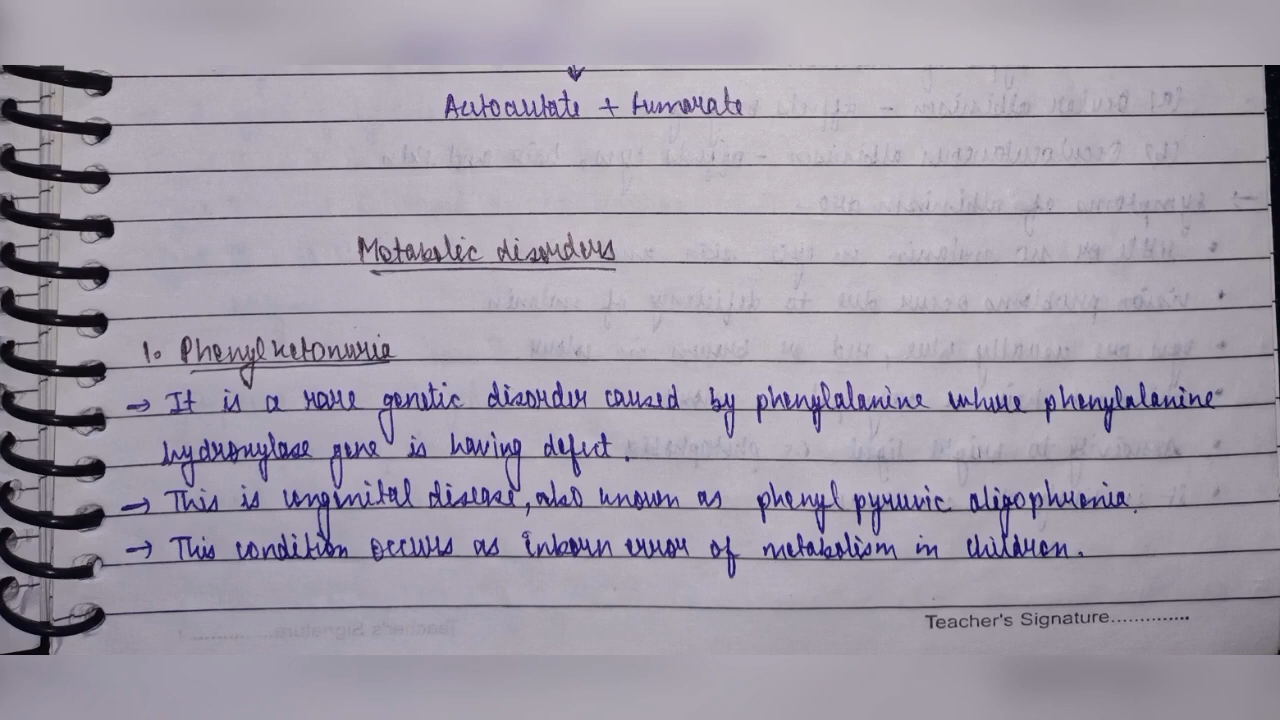 ↓
Acetoacetate + fumarate
Metabolic disorders
1. Phenylketonuria
→ It is a rare genetic disorder caused by phenylalanine where phenylalanine
hydroxylase gene is having defect.
→ This is congenital disease, also known as phenyl pyruvic oligophrenia.
→ This condition occurs as inborn error of metabolism in children.
Teacher's Signature..............